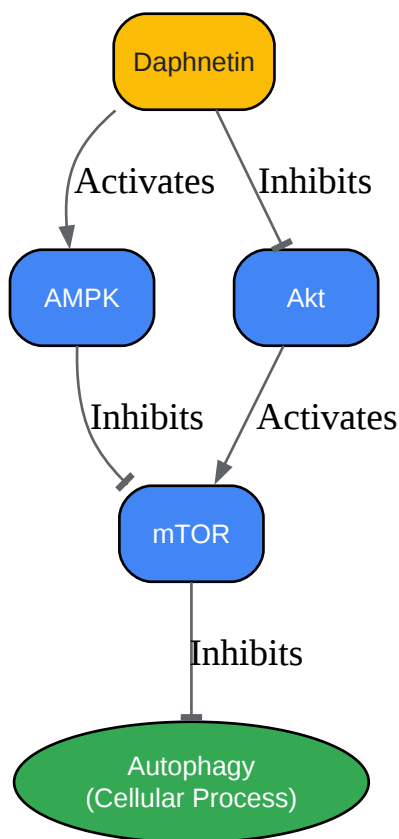 Daphnetin
Activates
Inhibits
AMPK
Akt
Inhibits
Activates
mTOR
Inhibits
Autophagy
(Cellular Process)